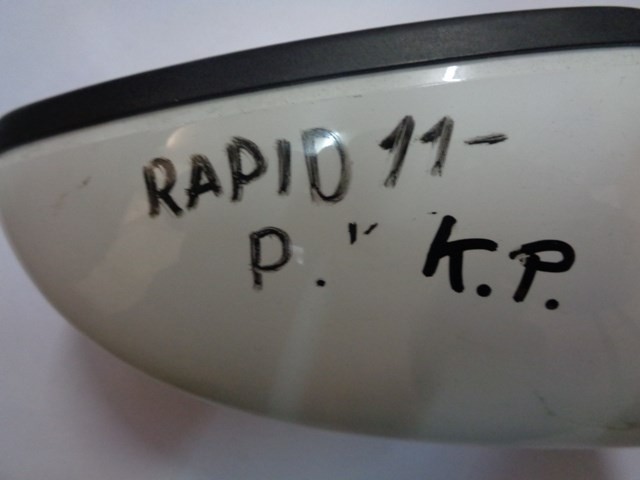 RAPID 11-
P. " K.P.